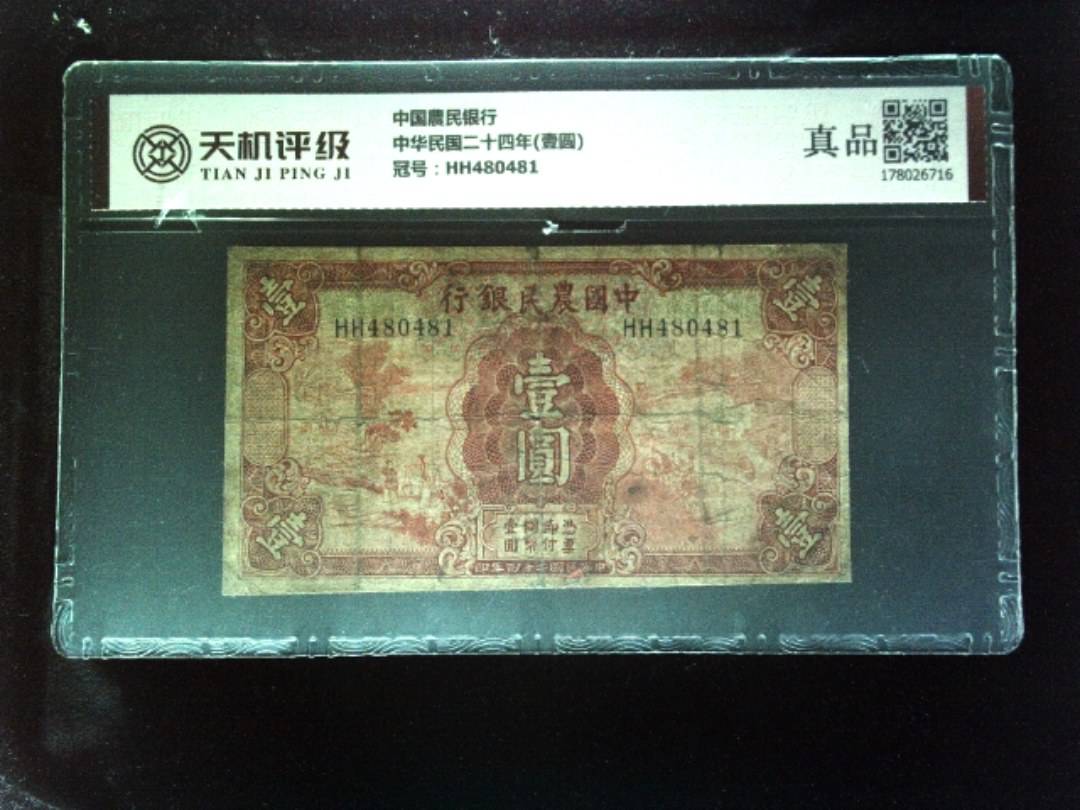 天机评级
TIAN JI PING JI
中国農民银行
中华民国二十四年(壹圆)
冠号：HH480481
真品
178026716
行銀民農國中
HH480481
HH480481
壹
壹
壹圓
壹
壹